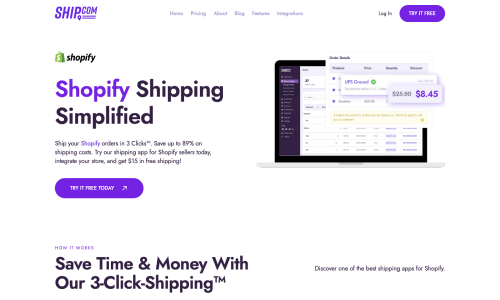 SHIP.COM
Home Pricing About Blog Features Integrations
Log In
TRY IT FREE
shopify
Shopify Shipping
Simplified
Ship your Shopify orders in 3 Clicks™. Save up to 89% on
shipping costs. Try our shipping app for Shopify sellers today,
integrate your store, and get $15 in free shipping!
TRY IT FREE TODAY
Order Details
Products Price Quantity Discount
UPS Ground
$25.80 $8.45
HOW IT WORKS
Save Time & Money With
Our 3-Click-Shipping™
Discover one of the best shipping apps for Shopify.